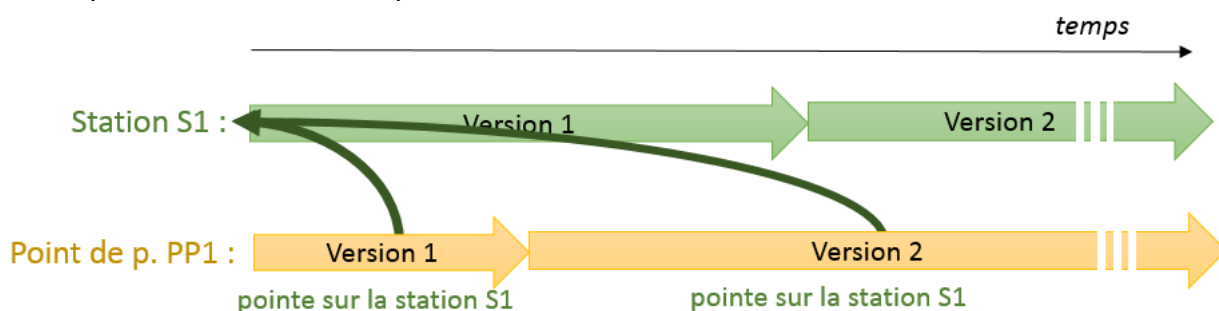 temps
Station S1 :
Version 1
Version 2
Point de p. PP1 :
Version 1
Version 2
pointe sur la station S1
pointe sur la station S1